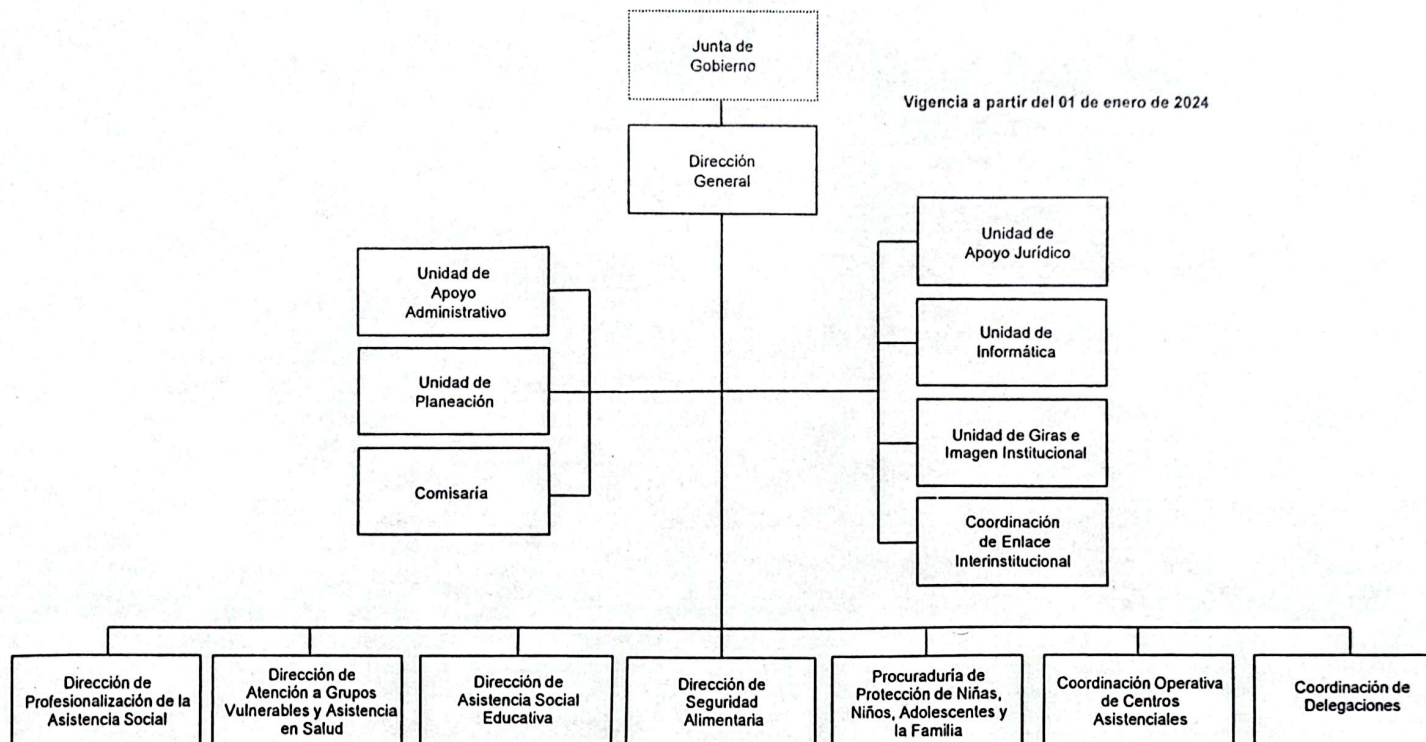 Junta de
Gobierno
Vigencia a partir del 01 de enero de 2024
Dirección
General
Unidad de
Apoyo Jurídico
Unidad de
Apoyo
Administrativo
Unidad de
Informática
Unidad de
Planeación
Unidad de Giras e
Imagen Institucional
Comisaría
Coordinación
de Enlace
Interinstitucional
Dirección de
Profesionalización de la
Asistencia Social
Dirección de
Atención a Grupos
Vulnerables y Asistencia
en Salud
Dirección de
Asistencia Social
Educativa
Dirección de
Seguridad
Alimentaria
Procuraduría de
Protección de Niñas,
Niños, Adolescentes y
la Familia
Coordinación Operativa
de Centros
Asistenciales
Coordinación de
Delegaciones